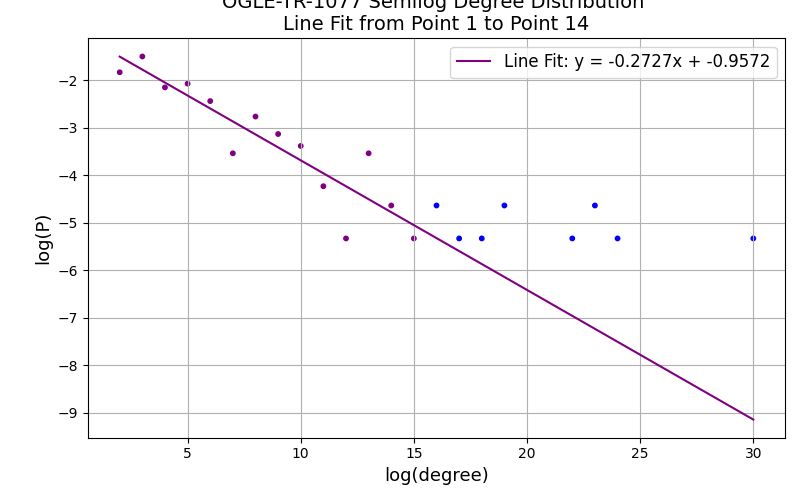 OGLE-TR-1077 Semilog Degree Distribution
Line Fit from Point 1 to Point 14
Line Fit: y = -0.2727x + -0.9572
−2
−3
−4
−5
−6
−7
−8
−9
log(P)
5 10 15 20 25 30
log(degree)